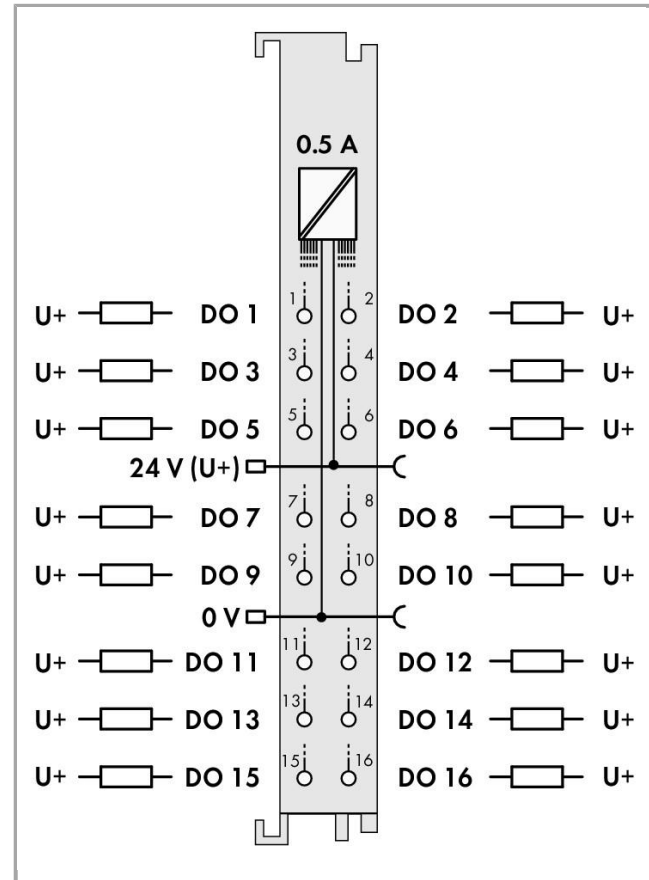 0.5 A
U+ DO 1 1 2 DO 2 U+
U+ DO 3 3 4 DO 4 U+
U+ DO 5 5 6 DO 6 U+
24 V (U+)
U+ DO 7 7 8 DO 8 U+
U+ DO 9 9 10 DO 10 U+
0 V
U+ DO 11 11 12 DO 12 U+
U+ DO 13 13 14 DO 14 U+
U+ DO 15 15 16 DO 16 U+